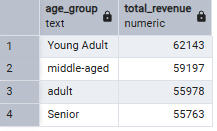 age_group total_revenue
text numeric
1 Young Adult 62143
2 middle-aged 59197
3 adult 55978
4 Senior 55763